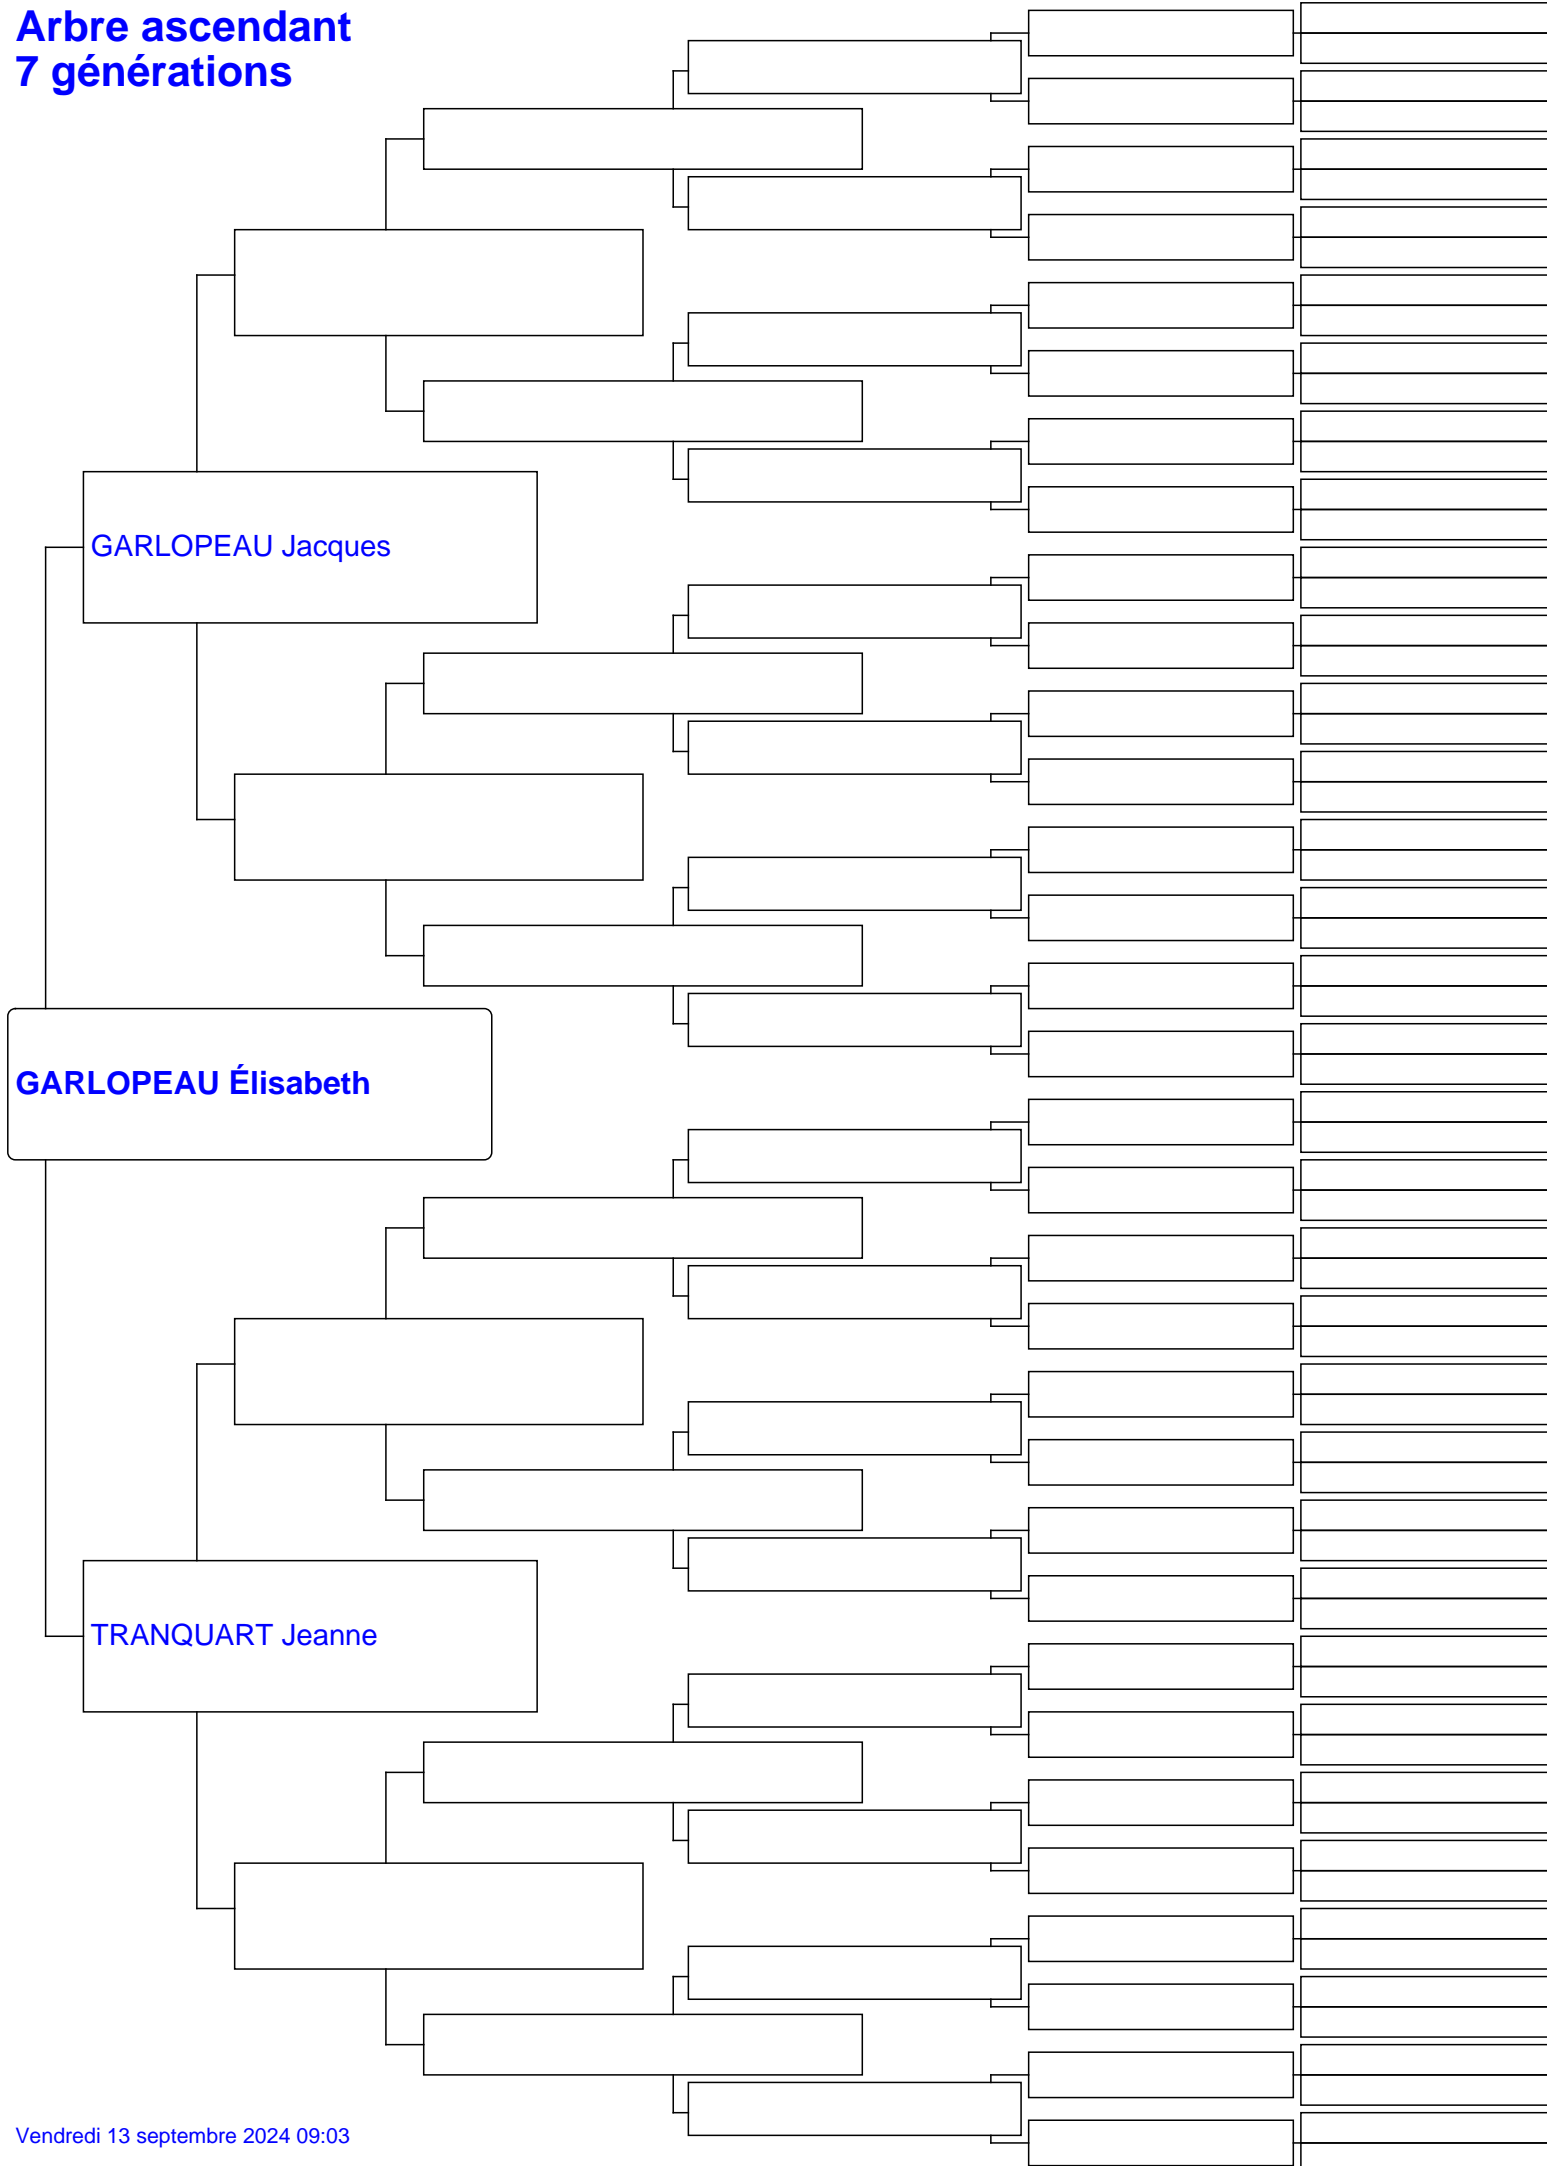 Arbre ascendant
7 générations
GARLOPEAU Jacques
GARLOPEAU Élisabeth
TRANQUART Jeanne
Vendredi 13 septembre 2024 09:03